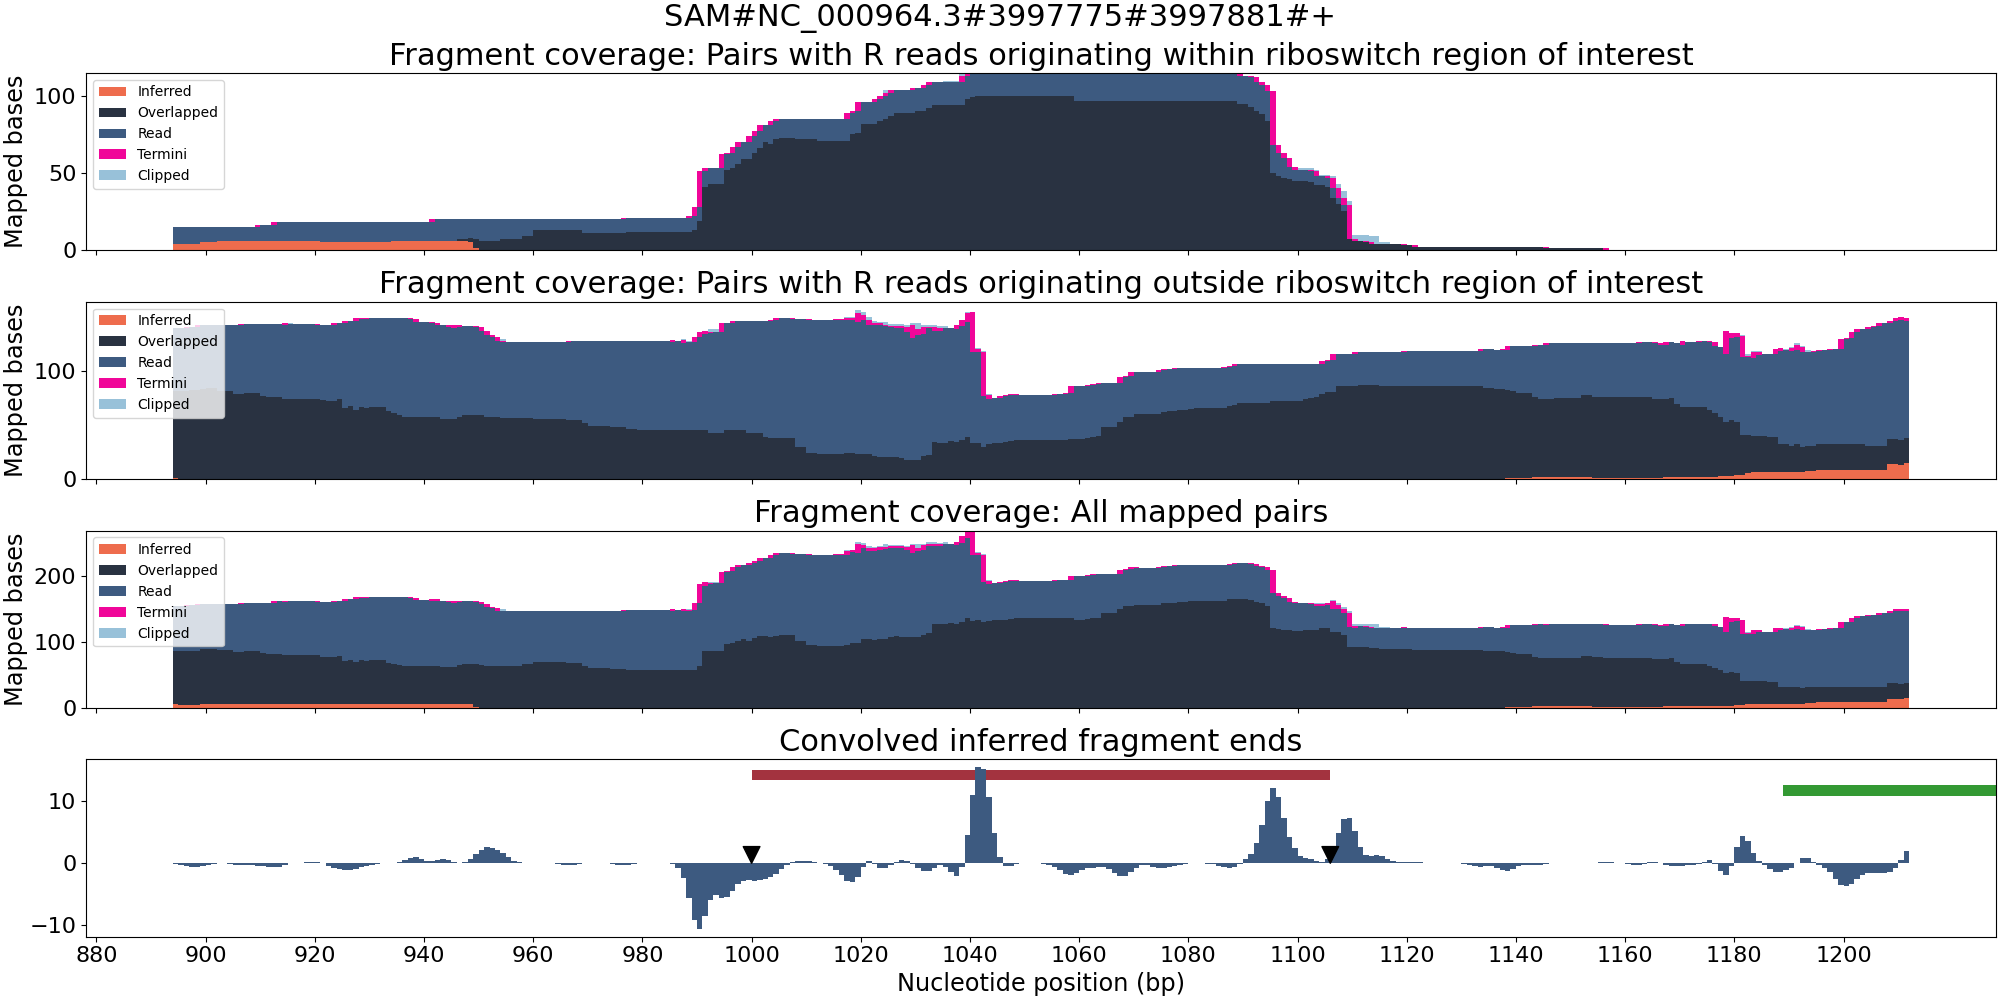 SAM#NC_000964.3#3997775#3997881#+
Fragment coverage: Pairs with R reads originating within riboswitch region of interest
Mapped bases
100
50
0
Inferred
Overlapped
Read
Termini
Clipped
Fragment coverage: Pairs with R reads originating outside riboswitch region of interest
Mapped bases
100
0
Inferred
Overlapped
Read
Termini
Clipped
Fragment coverage: All mapped pairs
Mapped bases
200
100
0
Inferred
Overlapped
Read
Termini
Clipped
Convolved inferred fragment ends
10
0
−10
880 900 920 940 960 980 1000 1020 1040 1060 1080 1100 1120 1140 1160 1180 1200
Nucleotide position (bp)